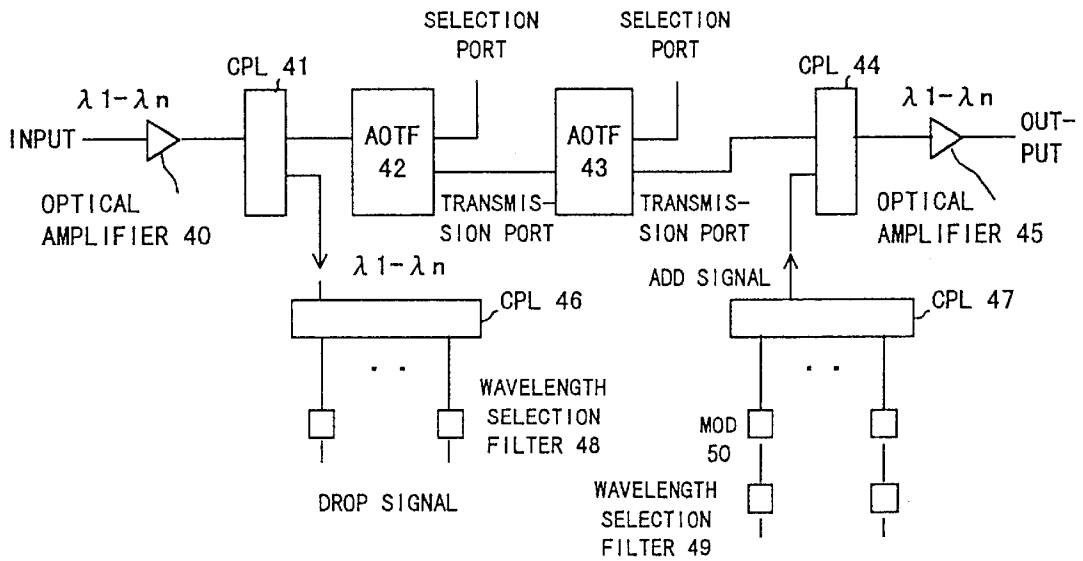 SELECTION
PORT
SELECTION
PORT
CPL 41
CPL 44
λ1-λn
λ1-λn
INPUT
AOTF
42
AOTF
43
OUT-
PUT
OPTICAL
AMPLIFIER 40
TRANSMIS-
SION PORT
TRANSMIS-
SION PORT
OPTICAL
AMPLIFIER 45
λ1-λn
ADD SIGNAL
CPL 46
CPL 47
WAVELENGTH
SELECTION
FILTER 48
MOD
50
DROP SIGNAL
WAVELENGTH
SELECTION
FILTER 49